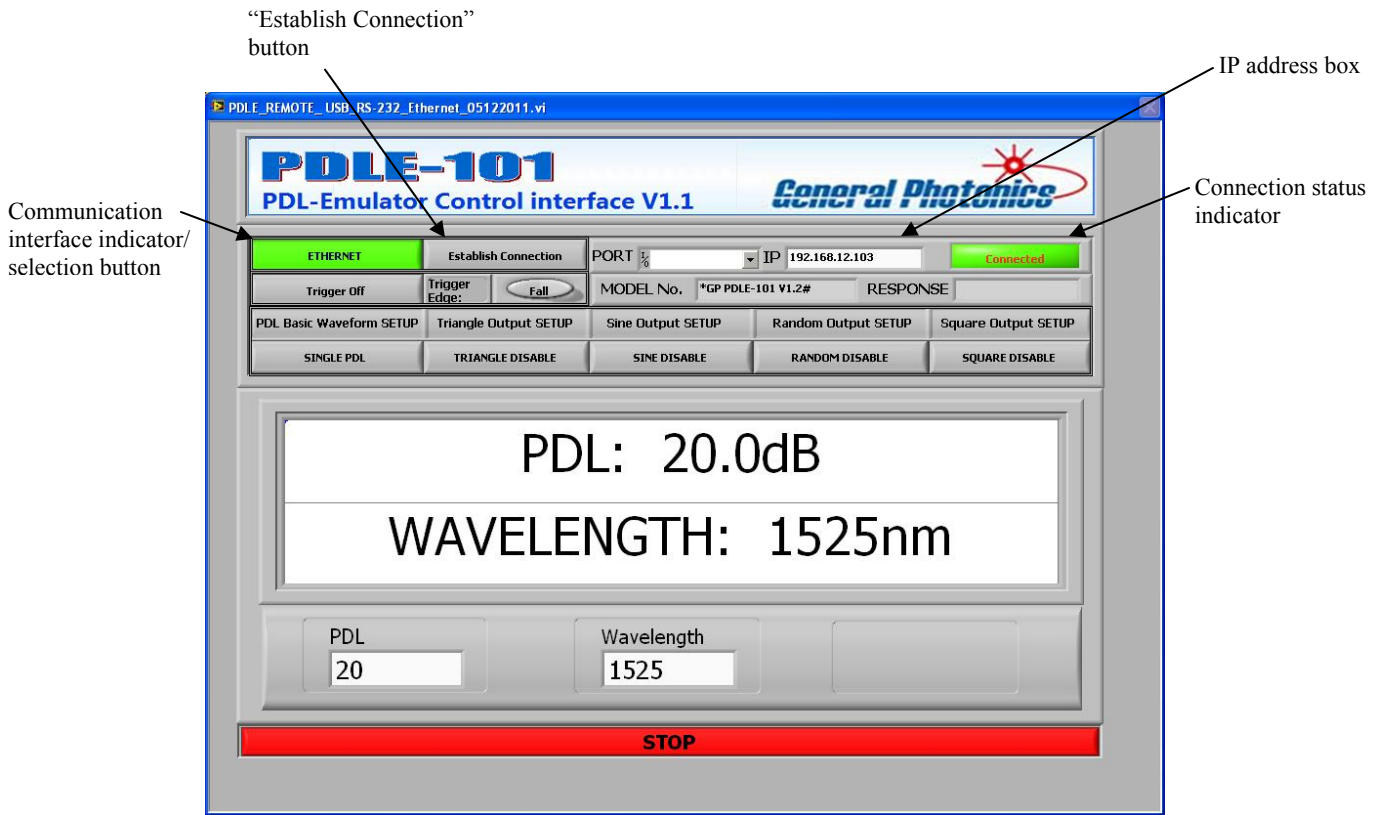 “Establish Connection”
button
IP address box
PDLE_REMOTE_ USB_RS-232_Ethernet_05122011.vi
PDLE-101
PDL-Emulator Control interface V1.1
General Photonics
Connection status
indicator
Communication
interface indicator/
selection button
ETHERNET
Establish Connection
PORT
IP
192.168.12.103
Connected
Trigger Off
Trigger
Edge:
Fall
MODEL No.
*GP PDLE-101 V1.2#
RESPONSE
PDL Basic Waveform SETUP
Triangle Output SETUP
Sine Output SETUP
Random Output SETUP
Square Output SETUP
SINGLE PDL
TRIANGLE DISABLE
SINE DISABLE
RANDOM DISABLE
SQUARE DISABLE
PDL: 20.0dB
WAVELENGTH: 1525nm
PDL
20
Wavelength
1525
STOP